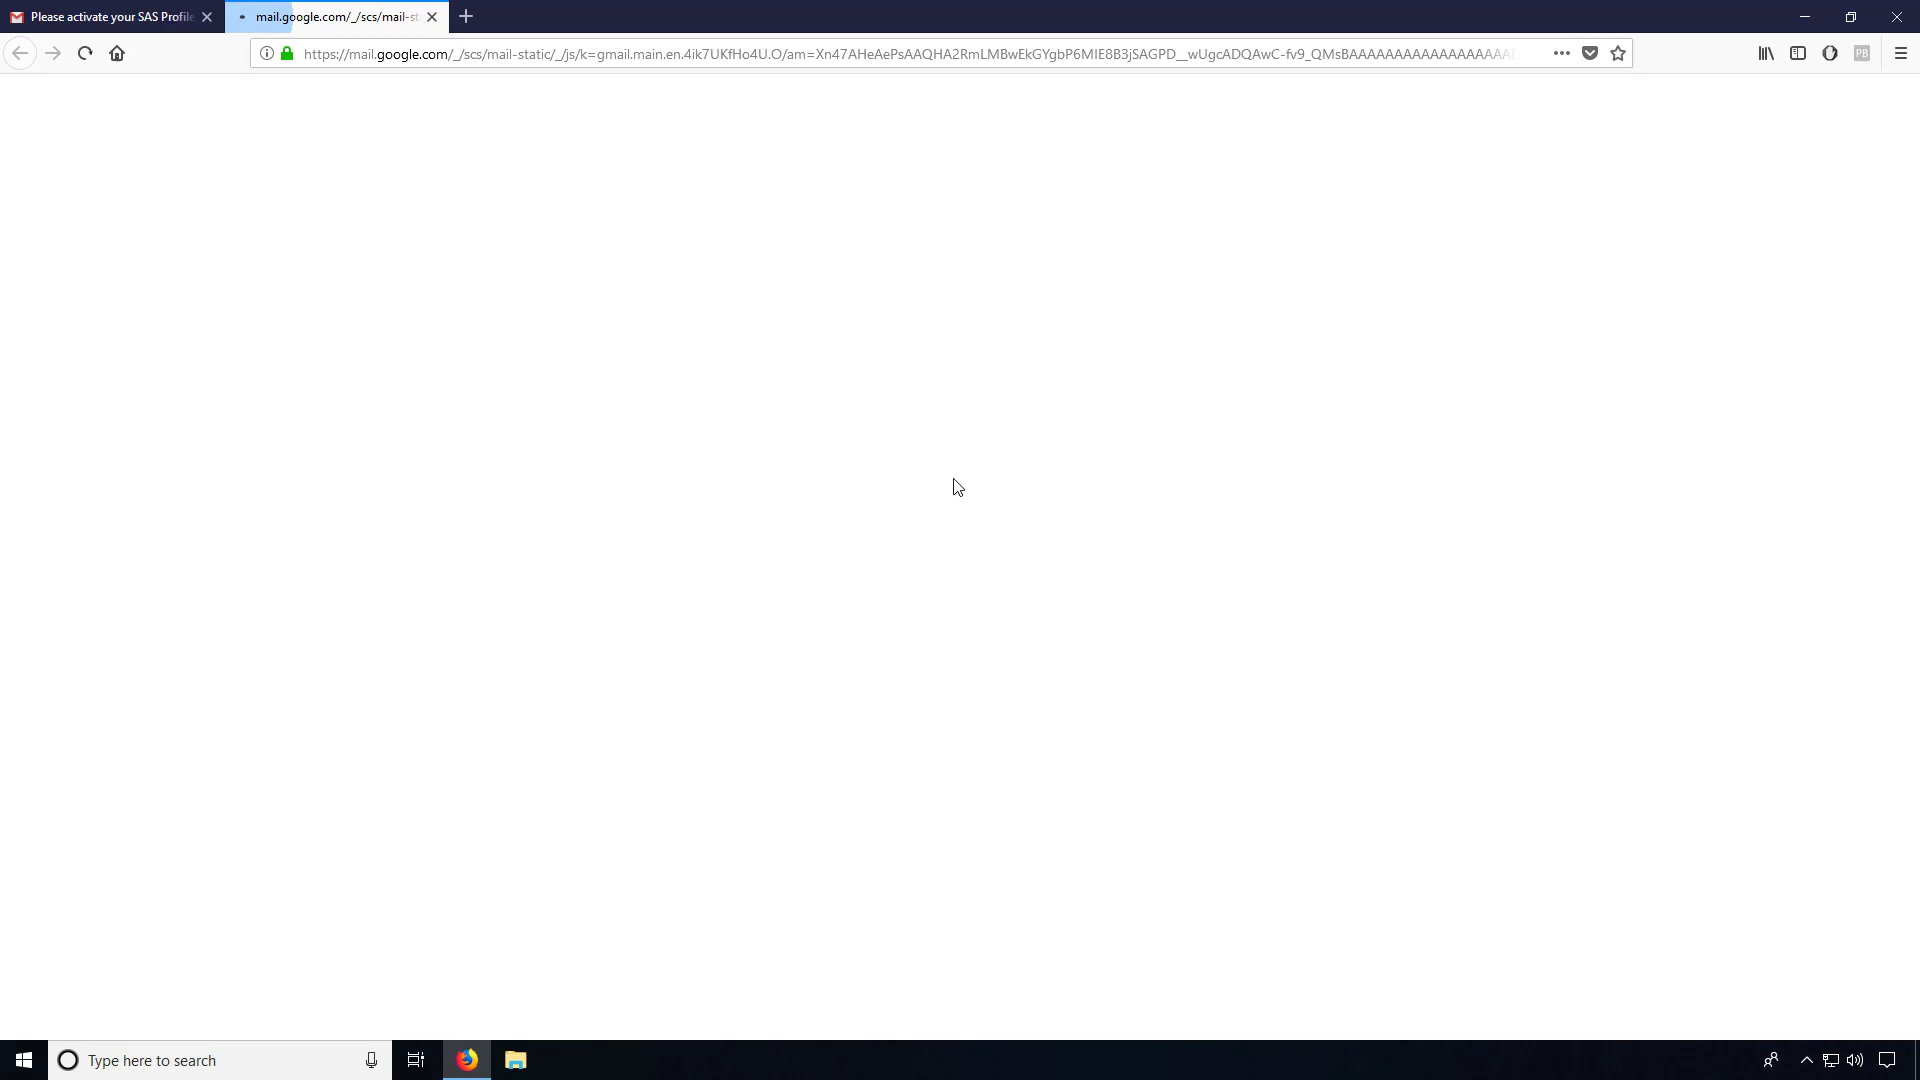 Please activate your SAS Profile
mail.google.com/_/scs/mail-st
https://mail.google.com/_/scs/mail-static/_/js/k=gmail.main.en.4ik7UKfHo4U.O/am=Xn47AHeAePsAAQHA2RmLMBwEkGYgbP6MIE8B3jSAGPD__wUgcADQAwC-fv9_QMsBAAAAAAAAAAAAAAAAAA
PB
Type here to search